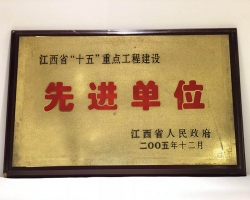 江西省“十五”重点工程建设
先进单位
江西省人民政府
二〇〇五年十二月